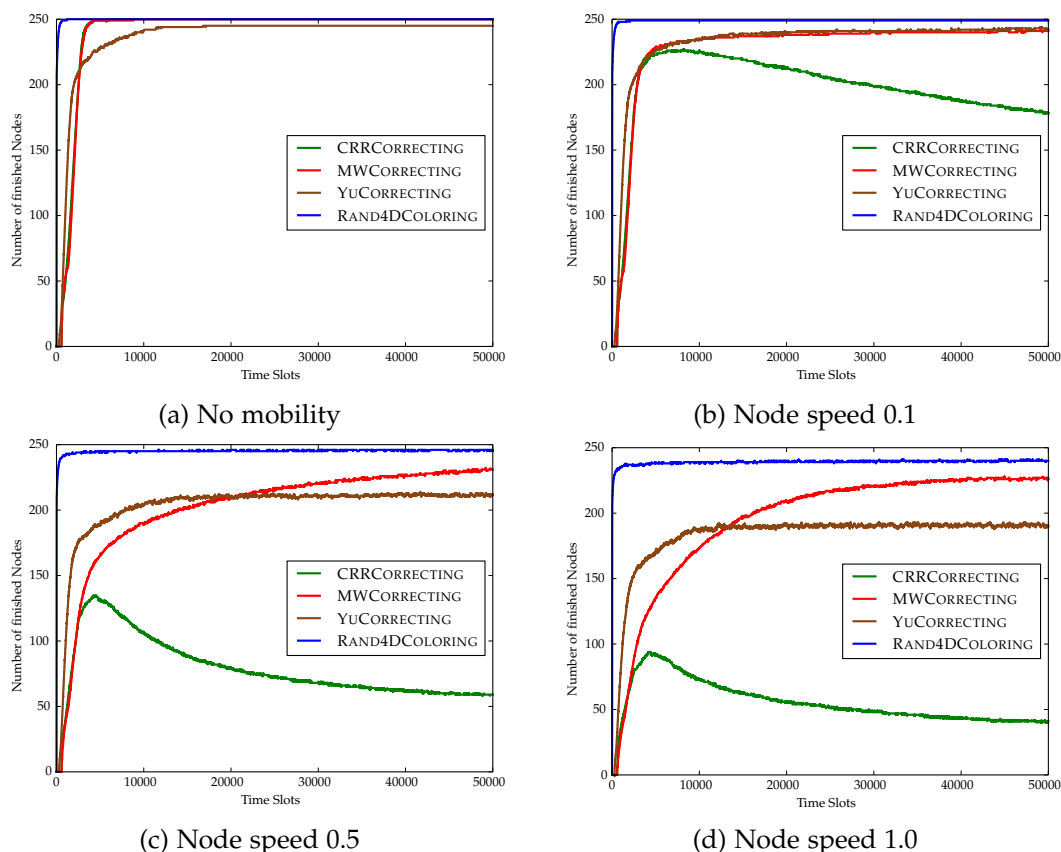 250
200
150
100
50
0
Number of finished Nodes
CRRCORRECTING
MWCORRECTING
YUCORRECTING
RAND4DCOLORING
0 10000 20000 30000 40000 50000
Time Slots
(a) No mobility
250
200
150
100
50
0
Number of finished Nodes
CRRCORRECTING
MWCORRECTING
YUCORRECTING
RAND4DCOLORING
0 10000 20000 30000 40000 50000
Time Slots
(b) Node speed 0.1
250
200
150
100
50
0
Number of finished Nodes
CRRCORRECTING
MWCORRECTING
YUCORRECTING
RAND4DCOLORING
0 10000 20000 30000 40000 50000
Time Slots
(c) Node speed 0.5
250
200
150
100
50
0
Number of finished Nodes
CRRCORRECTING
MWCORRECTING
YUCORRECTING
RAND4DCOLORING
0 10000 20000 30000 40000 50000
Time Slots
(d) Node speed 1.0